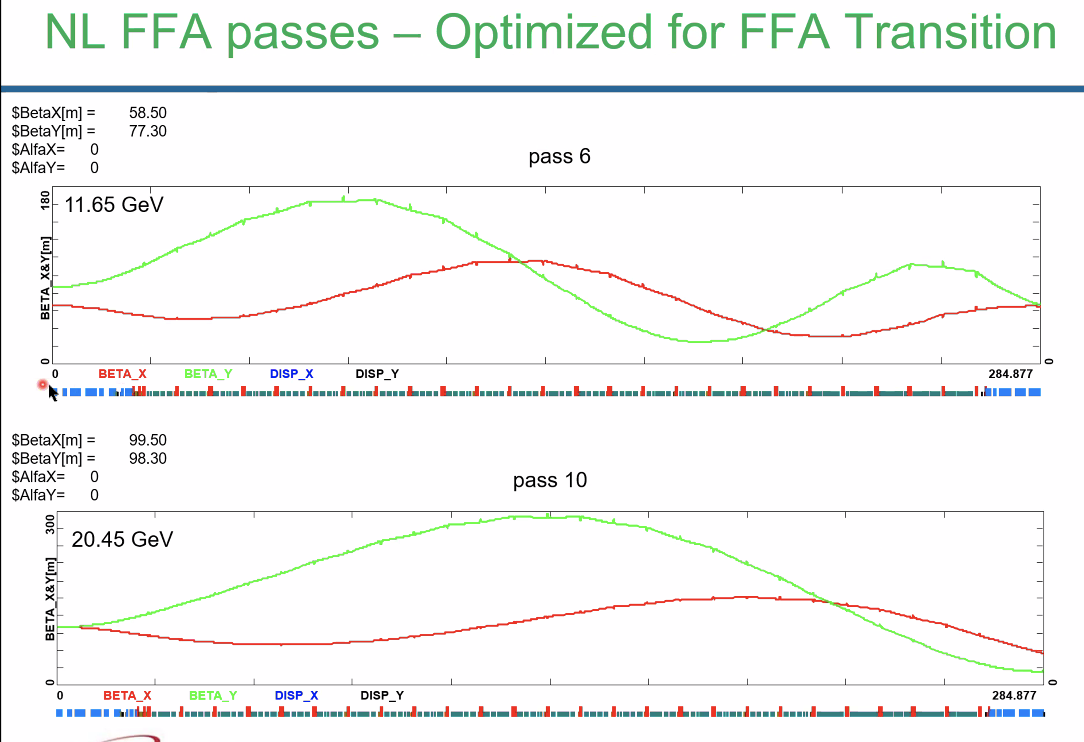 NL FFA passes – Optimized for FFA Transition
$BetaX[m] = 58.50
$BetaY[m] = 77.30
$AlfaX= 0
$AlfaY= 0
pass 6
180
11.65 GeV
BETA_X&Y[m]
0
0
0 BETA_X BETA_Y DISP_X DISP_Y 284.877
$BetaX[m] = 99.50
$BetaY[m] = 98.30
$AlfaX= 0
$AlfaY= 0
pass 10
300
20.45 GeV
BETA_X&Y[m]
0
0
0 BETA_X BETA_Y DISP_X DISP_Y 284.877